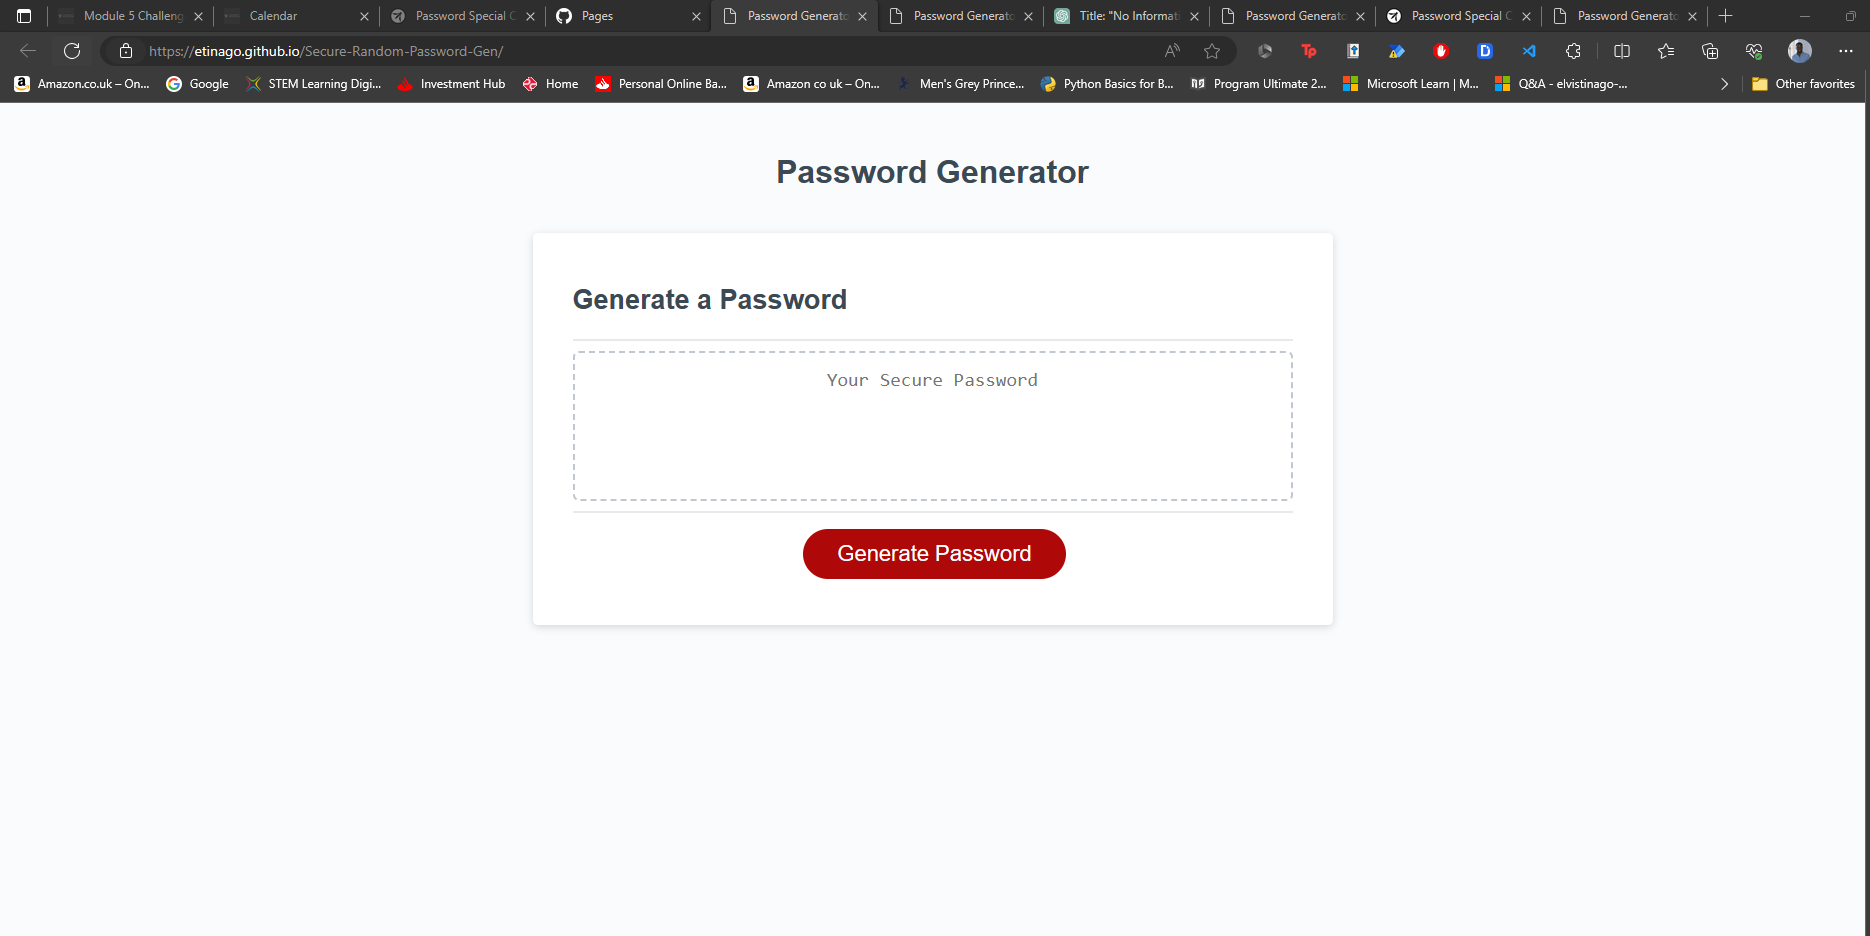 Module 5 Challeng
Calendar
Password Special C
Pages
Password Generato
Password Generato
Title: "No Informati
Password Generato
Password Special C
Password Generato
https://etinago.github.io/Secure-Random-Password-Gen/
A
Tp
D
Amazon.co.uk – On...
Google
STEM Learning Digi...
Investment Hub
Home
Personal Online Ba...
Amazon co uk – On...
Men's Grey Prince...
Python Basics for B...
Program Ultimate 2...
Microsoft Learn | M...
Q&A - elvistinago-...
Other favorites
Password Generator
Generate a Password
Your Secure Password
Generate Password